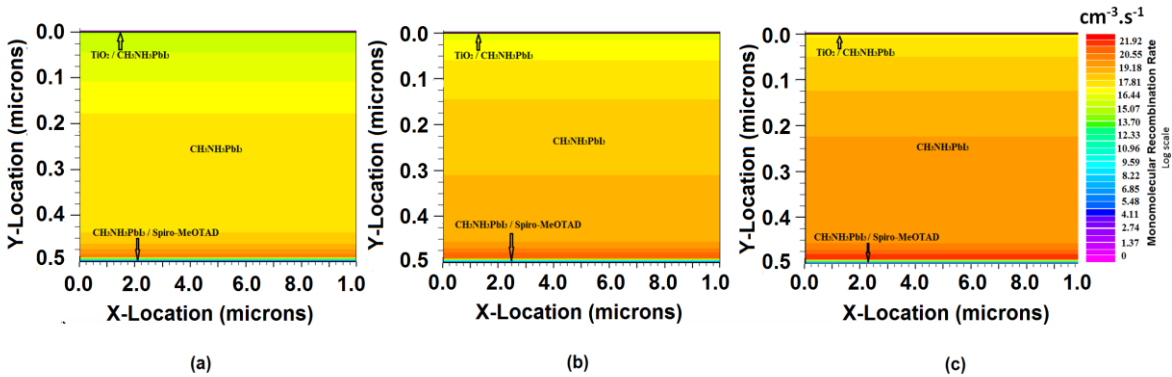 cm⁻³.s⁻¹
0.0
0.1
0.2
0.3
0.4
0.5
Y-Location (microns)
TiO₂ / CH₃NH₃PbI₃
CH₃NH₃PbI₃
CH₃NH₃PbI₃ / Spiro-MeOTAD
0.0 2.0 4.0 6.0 8.0 1.0
X-Location (microns)
(a)
0.0
0.1
0.2
0.3
0.4
0.5
Y-Location (microns)
TiO₂ / CH₃NH₃PbI₃
CH₃NH₃PbI₃
CH₃NH₃PbI₃ / Spiro-MeOTAD
0.0 2.0 4.0 6.0 8.0 1.0
X-Location (microns)
(b)
0.0
0.1
0.2
0.3
0.4
0.5
Y-Location (microns)
TiO₂ / CH₃NH₃PbI₃
CH₃NH₃PbI₃
CH₃NH₃PbI₃ / Spiro-MeOTAD
0.0 2.0 4.0 6.0 8.0 1.0
X-Location (microns)
(c)
21.92
20.55
19.18
17.81
16.44
15.07
13.70
12.33
10.96
9.59
8.22
6.85
5.48
4.11
2.74
1.37
0
Monomolecular Recombination Rate
Log scale